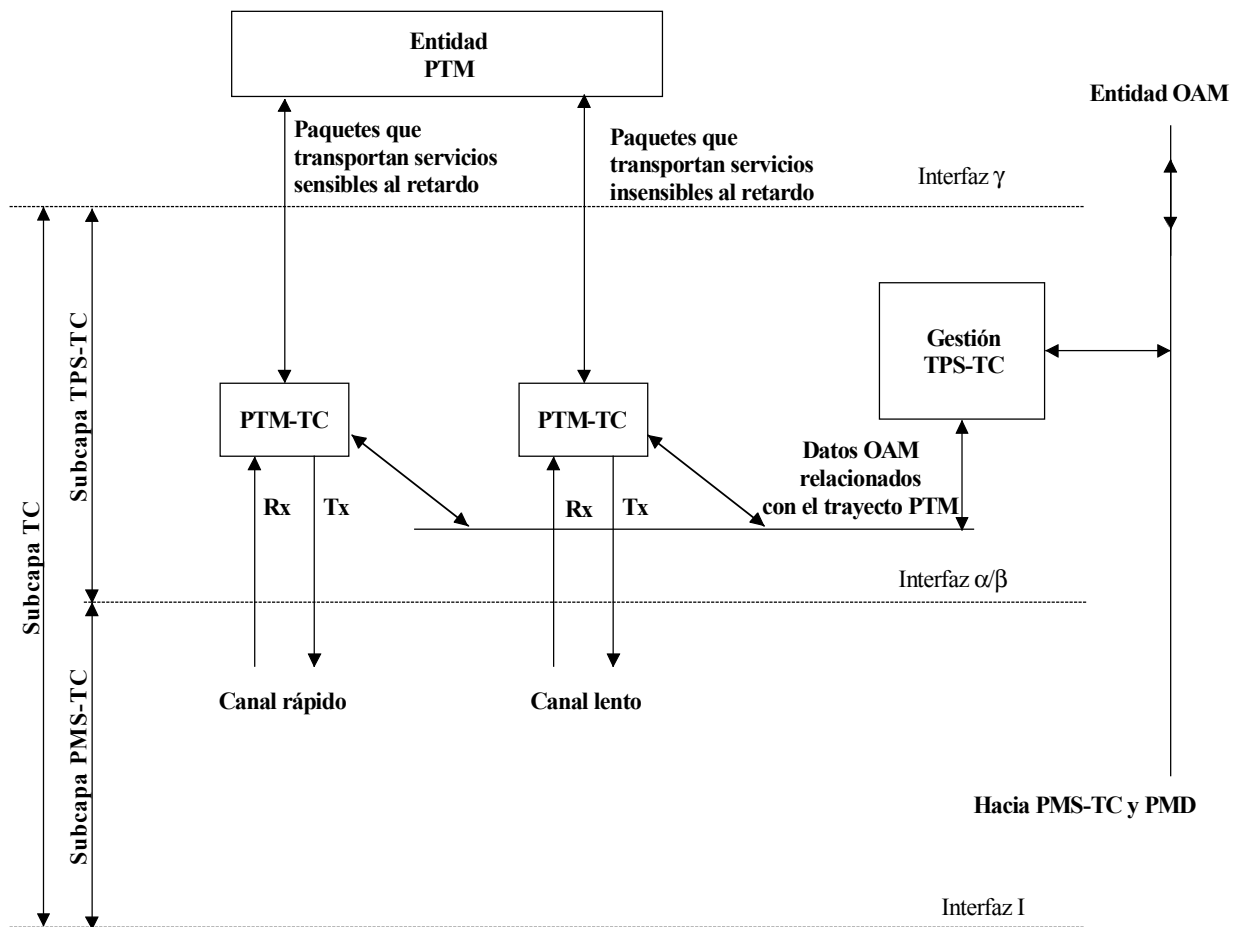 Entidad
PTM
Entidad OAM
Paquetes que
transportan servicios
sensibles al retardo
Paquetes que
transportan servicios
insensibles al retardo
Interfaz γ
Subcapa TC
Subcapa TPS-TC
Gestión
TPS-TC
PTM-TC
PTM-TC
Datos OAM
relacionados
con el trayecto PTM
Rx
Tx
Rx
Tx
Interfaz α/β
Subcapa PMS-TC
Canal rápido
Canal lento
Hacia PMS-TC y PMD
Interfaz I